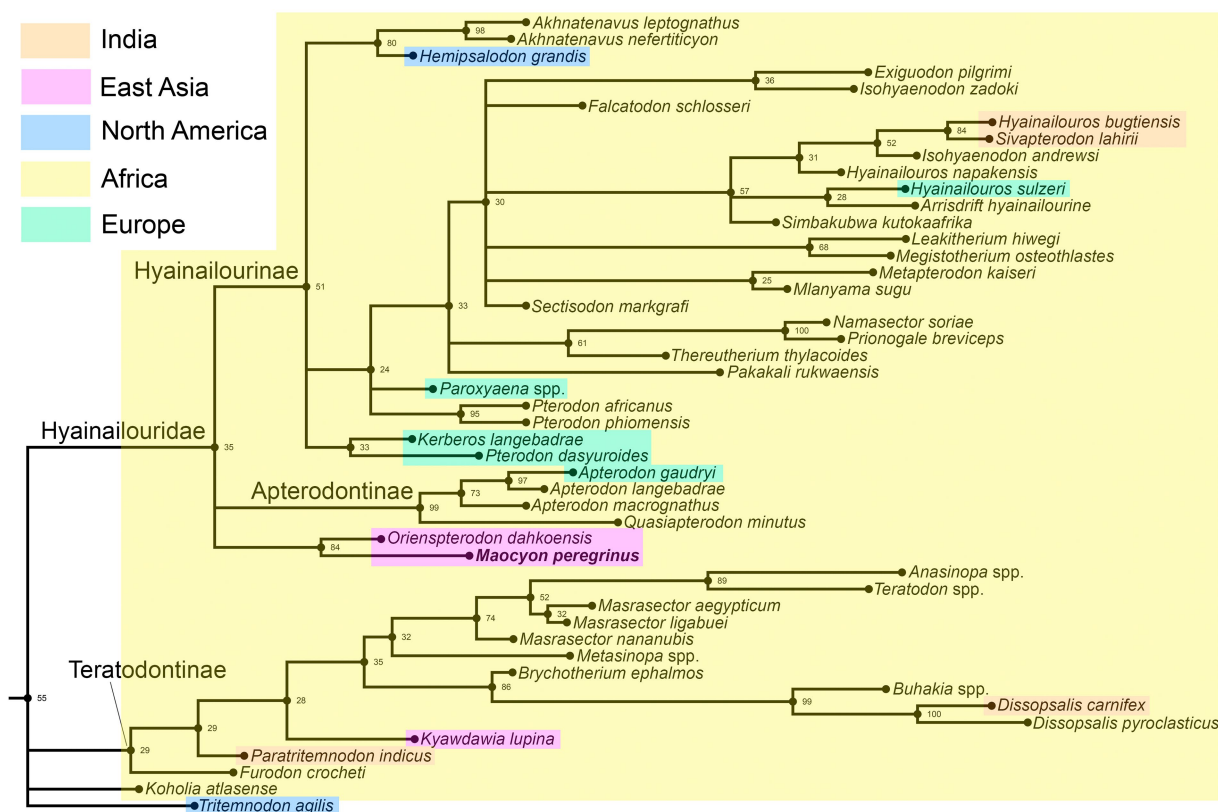 India
East Asia
North America
Africa
Europe
Akhnatenavus leptognathus
98
Akhnatenavus nefertiticyon
80
Hemipsalodon grandis
Exiguodon pilgrimi
36
Isohyaenodon zadoki
Falcatodon schlosseri
Hyainailouros bugtiensis
84
Sivapterodon lahirii
52
Isohyaenodon andrewsi
31
Hyainailouros napakensis
57
Hyainailouros sulzeri
28
Arrisdrift hyainailourine
30
Simbakubwa kutokaafrika
Leakitherium hiwegi
68
Megistotherium osteothlastes
Hyainailourinae
51
Metapterodon kaiseri
25
Mlanyama sugu
33
Sectisodon markgrafi
Namasector soriae
100
Prionogale breviceps
61
Thereutherium thylacoides
24
Pakakali rukwaensis
Paroxyaena spp.
Pterodon africanus
95
Pterodon phiomensis
Hyainailouridae
35
Kerberos langebadrae
33
Pterodon dasyuroides
Apterodon gaudryi
97
Apterodontinae
73
Apterodon langebadrae
99
Apterodon macrognathus
Quasiapterodon minutus
Orienspterodon dahkoensis
84
Maocyon peregrinus
Anasinopa spp.
89
Teratodon spp.
52
Masrasector aegypticum
32
Masrasector ligabuei
74
Masrasector nananubis
32
Metasinopa spp.
35
Teratodontinae
Brychotherium ephalmos
86
28
Buhakia spp.
99
Dissopsalis carnifex
100
Dissopsalis pyroclasticus
55
29
Kyawdawia lupina
29
Paratritemnodon indicus
Furodon crocheti
Koholia atlasense
Tritemnodon agilis